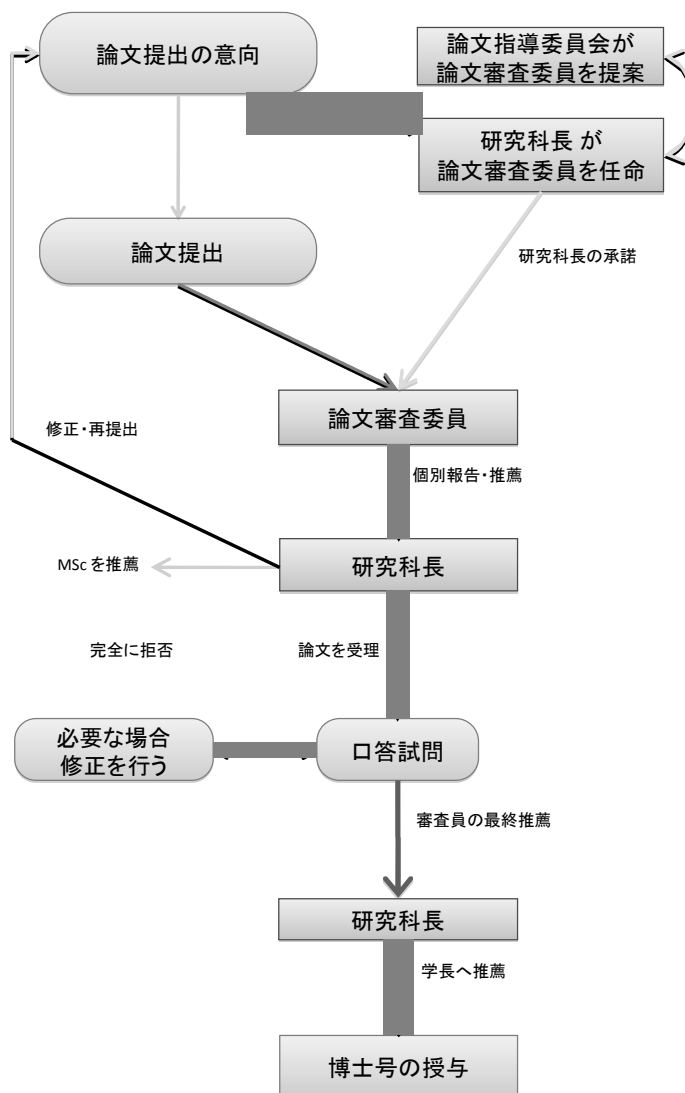 論文提出の意向
論文指導委員会が
論文審査委員を提案
研究科長 が
論文審査委員を任命
論文提出
研究科長の承諾
論文審査委員
修正・再提出
個別報告・推薦
MSc を推薦
研究科長
完全に拒否
論文を受理
必要な場合
修正を行う
口答試問
審査員の最終推薦
研究科長
学長へ推薦
博士号の授与